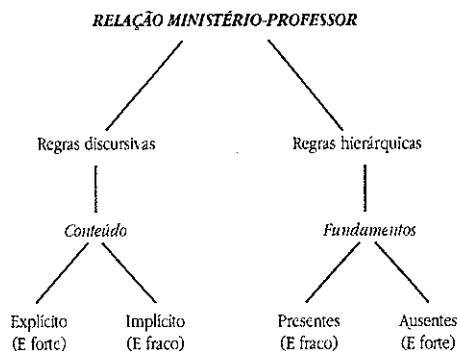 RELAÇÃO MINISTÉRIO-PROFESSOR
Regras discursivas Regras hierárquicas
Conteúdo Fundamentos
Explícito Implícito Presentes Ausentes
(E forte) (E fraco) (E fraco) (E forte)